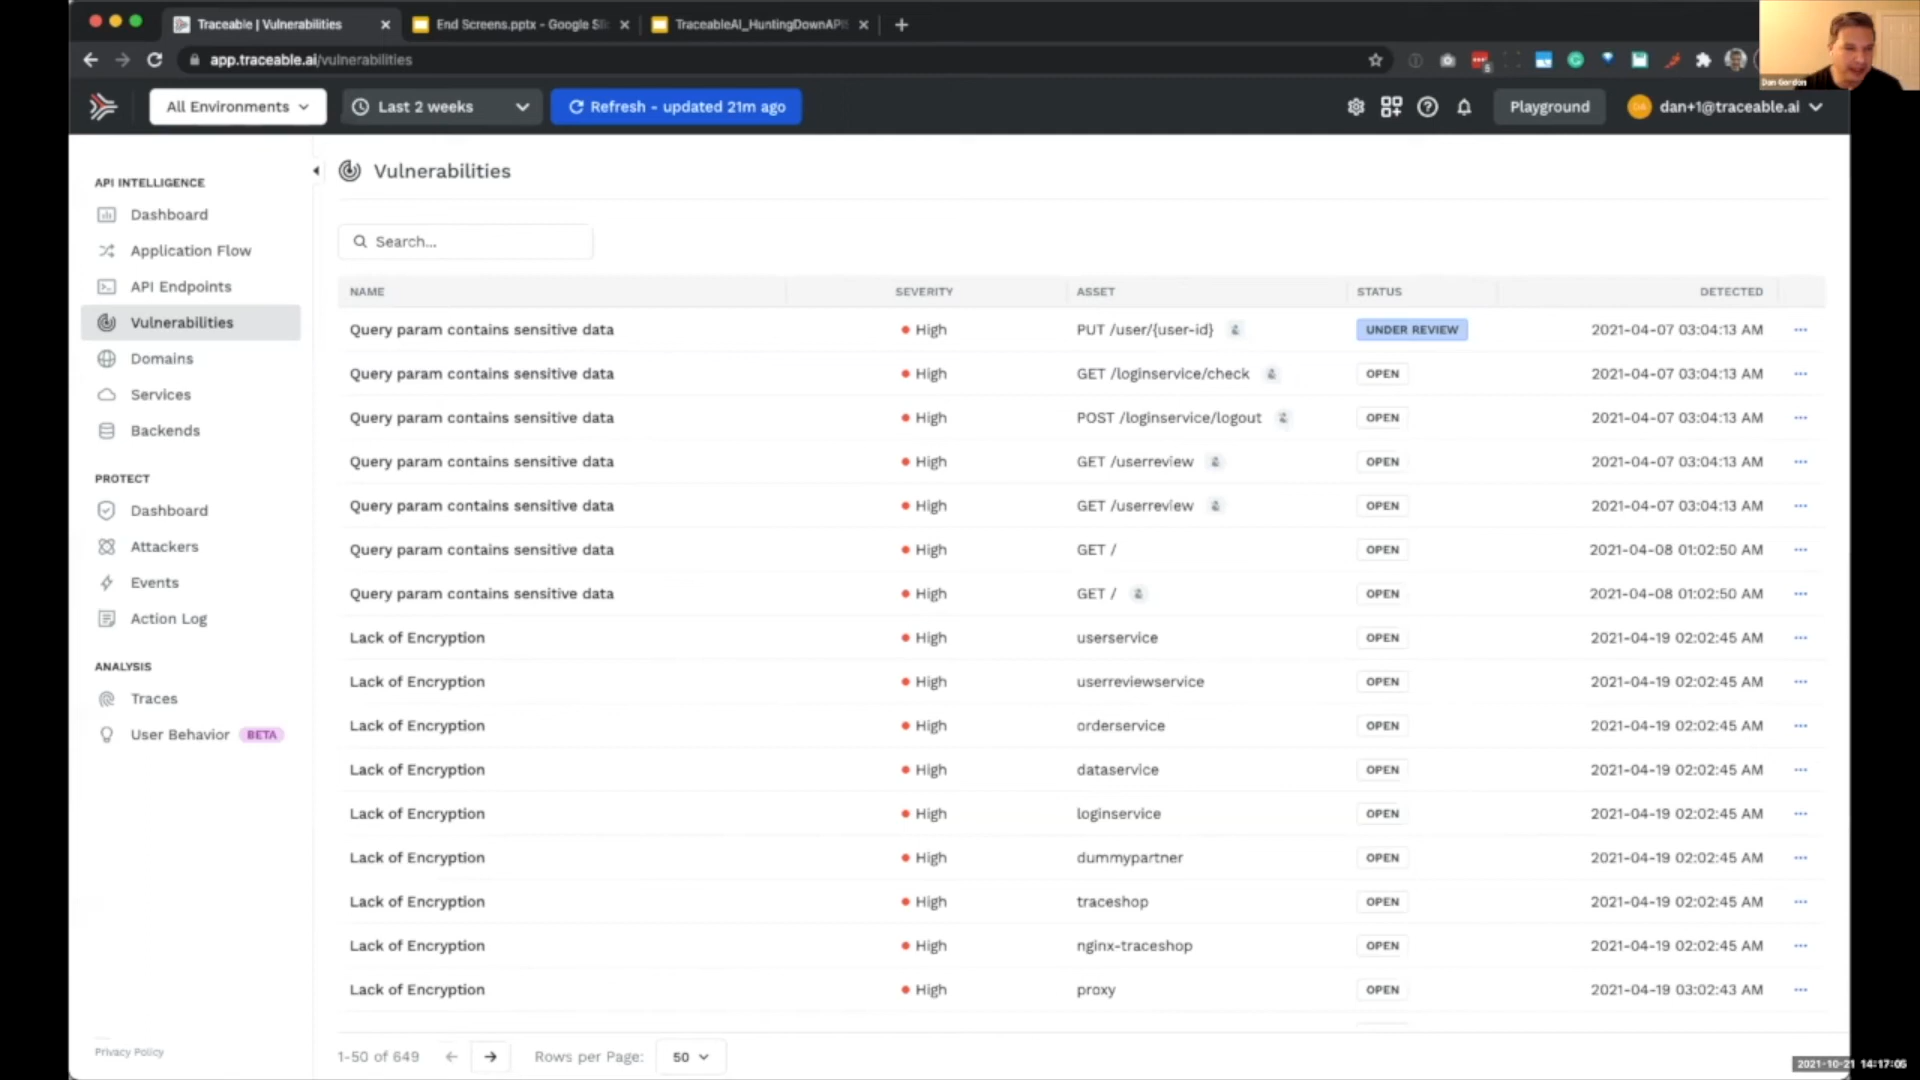 Traceable | Vulnerabilities
End Screens.pptx - Google Sli
TraceableAI_HuntingDownAPIS
app.traceable.ai/vulnerabilities
5
Dan Gordon
All Environments
Last 2 weeks
Refresh - updated 21m ago
Playground
dan+1@traceable.ai
API INTELLIGENCE
Dashboard
Application Flow
API Endpoints
Vulnerabilities
Domains
Services
Backends
PROTECT
Dashboard
Attackers
Events
Action Log
ANALYSIS
Traces
User Behavior BETA
Privacy Policy
Vulnerabilities
Search...
NAME SEVERITY ASSET STATUS DETECTED
Query param contains sensitive data High PUT /user/{user-id} UNDER REVIEW 2021-04-07 03:04:13 AM
Query param contains sensitive data High GET /loginservice/check OPEN 2021-04-07 03:04:13 AM
Query param contains sensitive data High POST /loginservice/logout OPEN 2021-04-07 03:04:13 AM
Query param contains sensitive data High GET /userreview OPEN 2021-04-07 03:04:13 AM
Query param contains sensitive data High GET /userreview OPEN 2021-04-07 03:04:13 AM
Query param contains sensitive data High GET / OPEN 2021-04-08 01:02:50 AM
Query param contains sensitive data High GET / OPEN 2021-04-08 01:02:50 AM
Lack of Encryption High userservice OPEN 2021-04-19 02:02:45 AM
Lack of Encryption High userreviewservice OPEN 2021-04-19 02:02:45 AM
Lack of Encryption High orderservice OPEN 2021-04-19 02:02:45 AM
Lack of Encryption High dataservice OPEN 2021-04-19 02:02:45 AM
Lack of Encryption High loginservice OPEN 2021-04-19 02:02:45 AM
Lack of Encryption High dummypartner OPEN 2021-04-19 02:02:45 AM
Lack of Encryption High traceshop OPEN 2021-04-19 02:02:45 AM
Lack of Encryption High nginx-traceshop OPEN 2021-04-19 02:02:45 AM
Lack of Encryption High proxy OPEN 2021-04-19 03:02:43 AM
1-50 of 649 Rows per Page: 50
2021-10-21 14:17:05